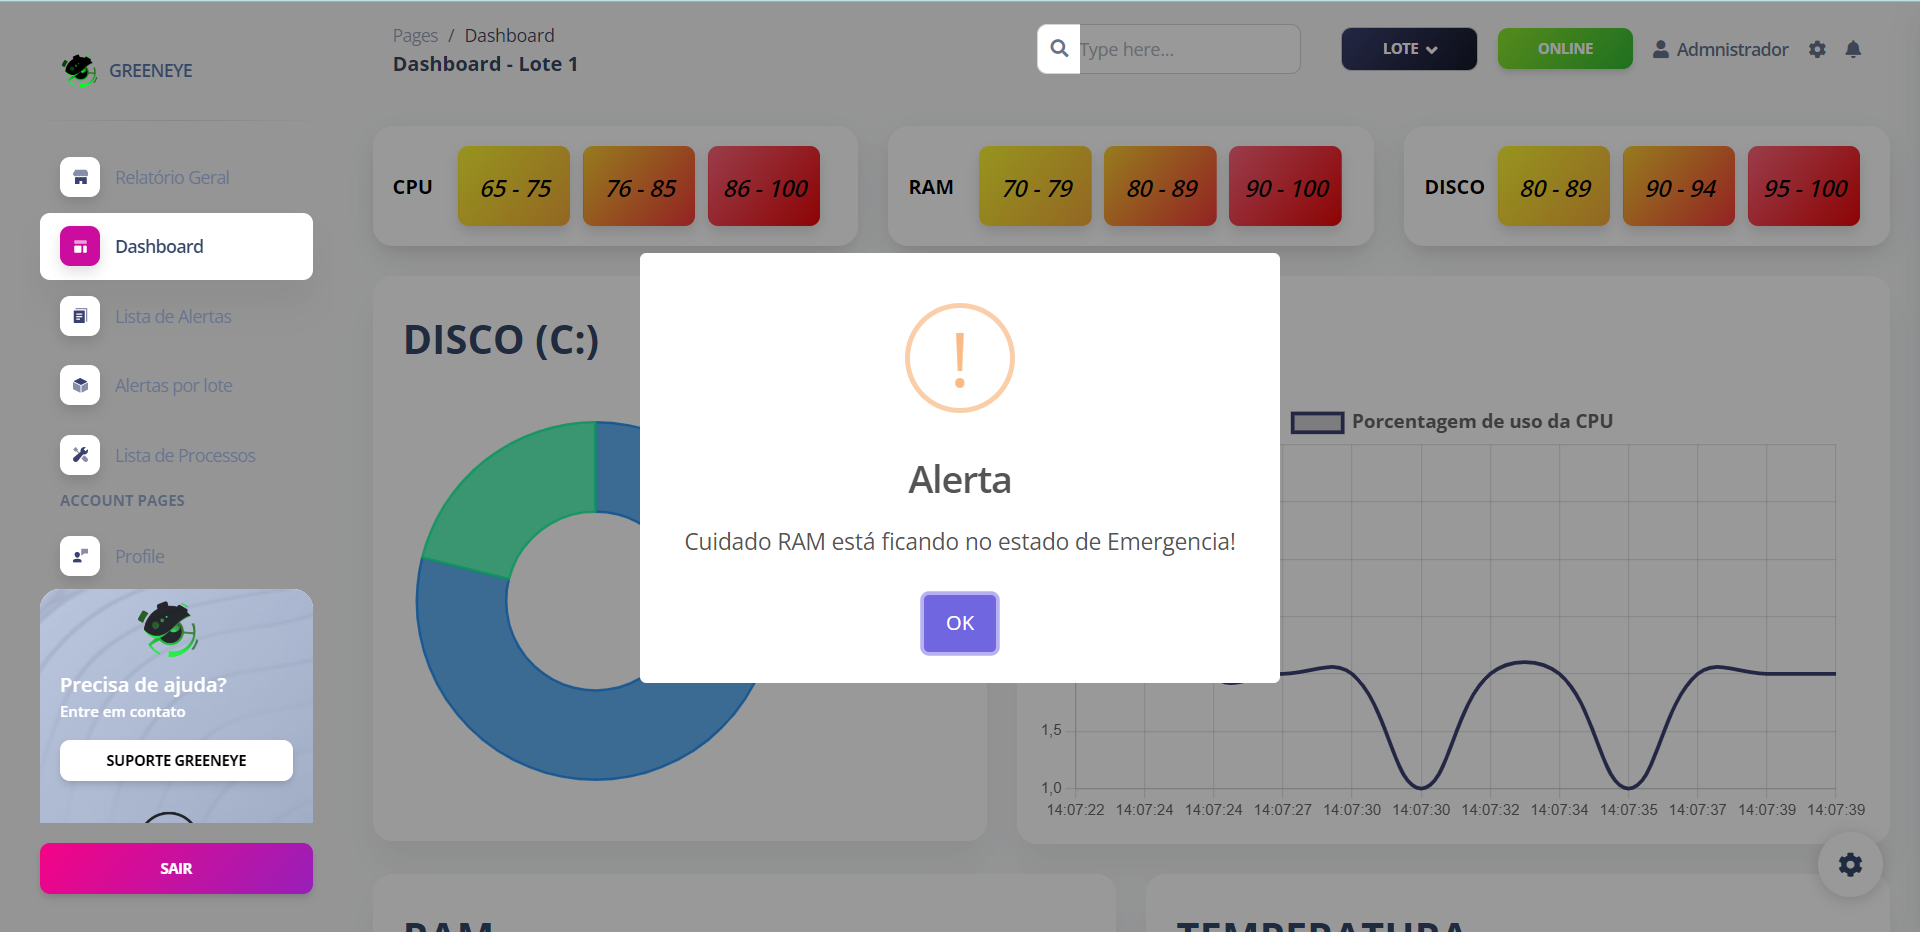 GREENEYE
Pages / Dashboard
Dashboard - Lote 1
Type here...
LOTE
ONLINE
Admnistrador
Relatório Geral
Dashboard
Lista de Alertas
Alertas por lote
Lista de Processos
ACCOUNT PAGES
Profile
Precisa de ajuda?
Entre em contato
SUPORTE GREENEYE
SAIR
CPU 65 - 75 76 - 85 86 - 100
RAM 70 - 79 80 - 89 90 - 100
DISCO 80 - 89 90 - 94 95 - 100
DISCO (C:)
Alerta
Cuidado RAM está ficando no estado de Emergencia!
OK
Porcentagem de uso da CPU
1,5
1,0
14:07:22 14:07:24 14:07:24 14:07:27 14:07:30 14:07:30 14:07:32 14:07:34 14:07:35 14:07:37 14:07:39 14:07:39
RAM
TEMPERATURA